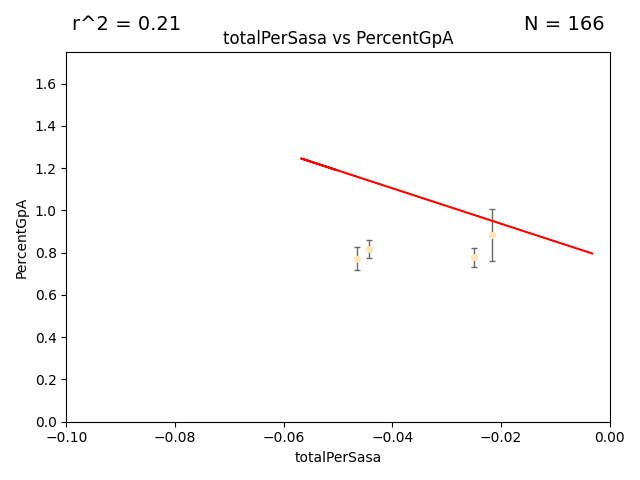 r^2 = 0.21
N = 166
totalPerSasa vs PercentGpA
PercentGpA
1.6
1.4
1.2
1.0
0.8
0.6
0.4
0.2
0.0
−0.10 −0.08 −0.06 −0.04 −0.02 0.00
totalPerSasa